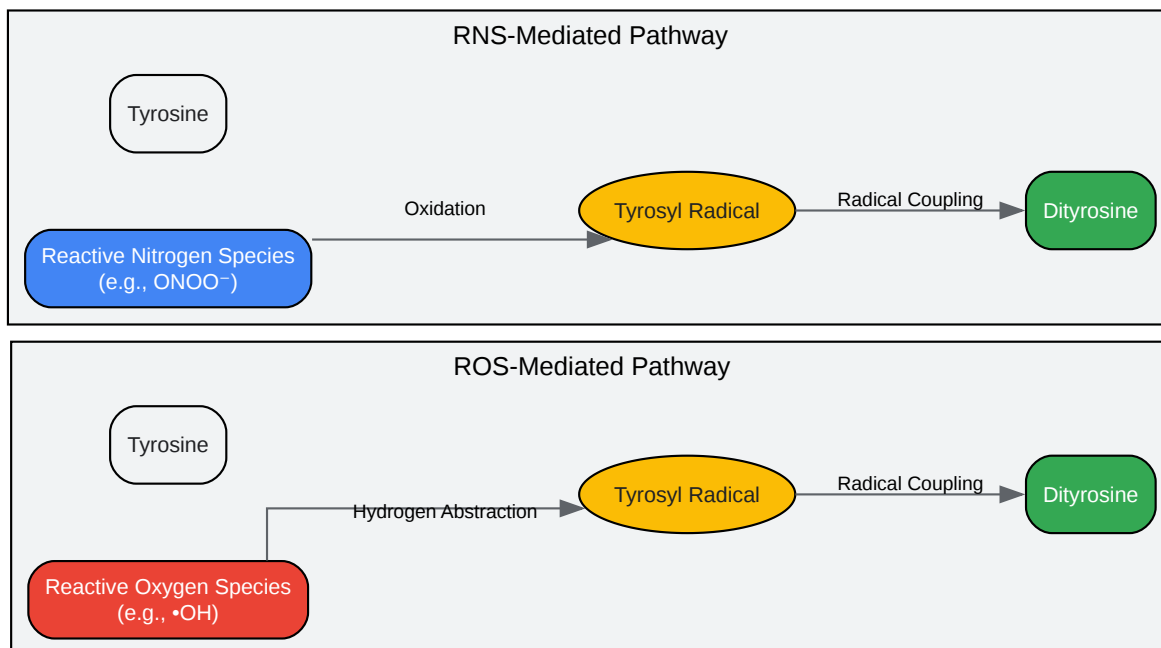 RNS-Mediated Pathway
Tyrosine
Oxidation
Tyrosyl Radical
Radical Coupling
Dityrosine
Reactive Nitrogen Species
(e.g., ONOO⁻)
ROS-Mediated Pathway
Tyrosine
Hydrogen Abstraction
Tyrosyl Radical
Radical Coupling
Dityrosine
Reactive Oxygen Species
(e.g., •OH)